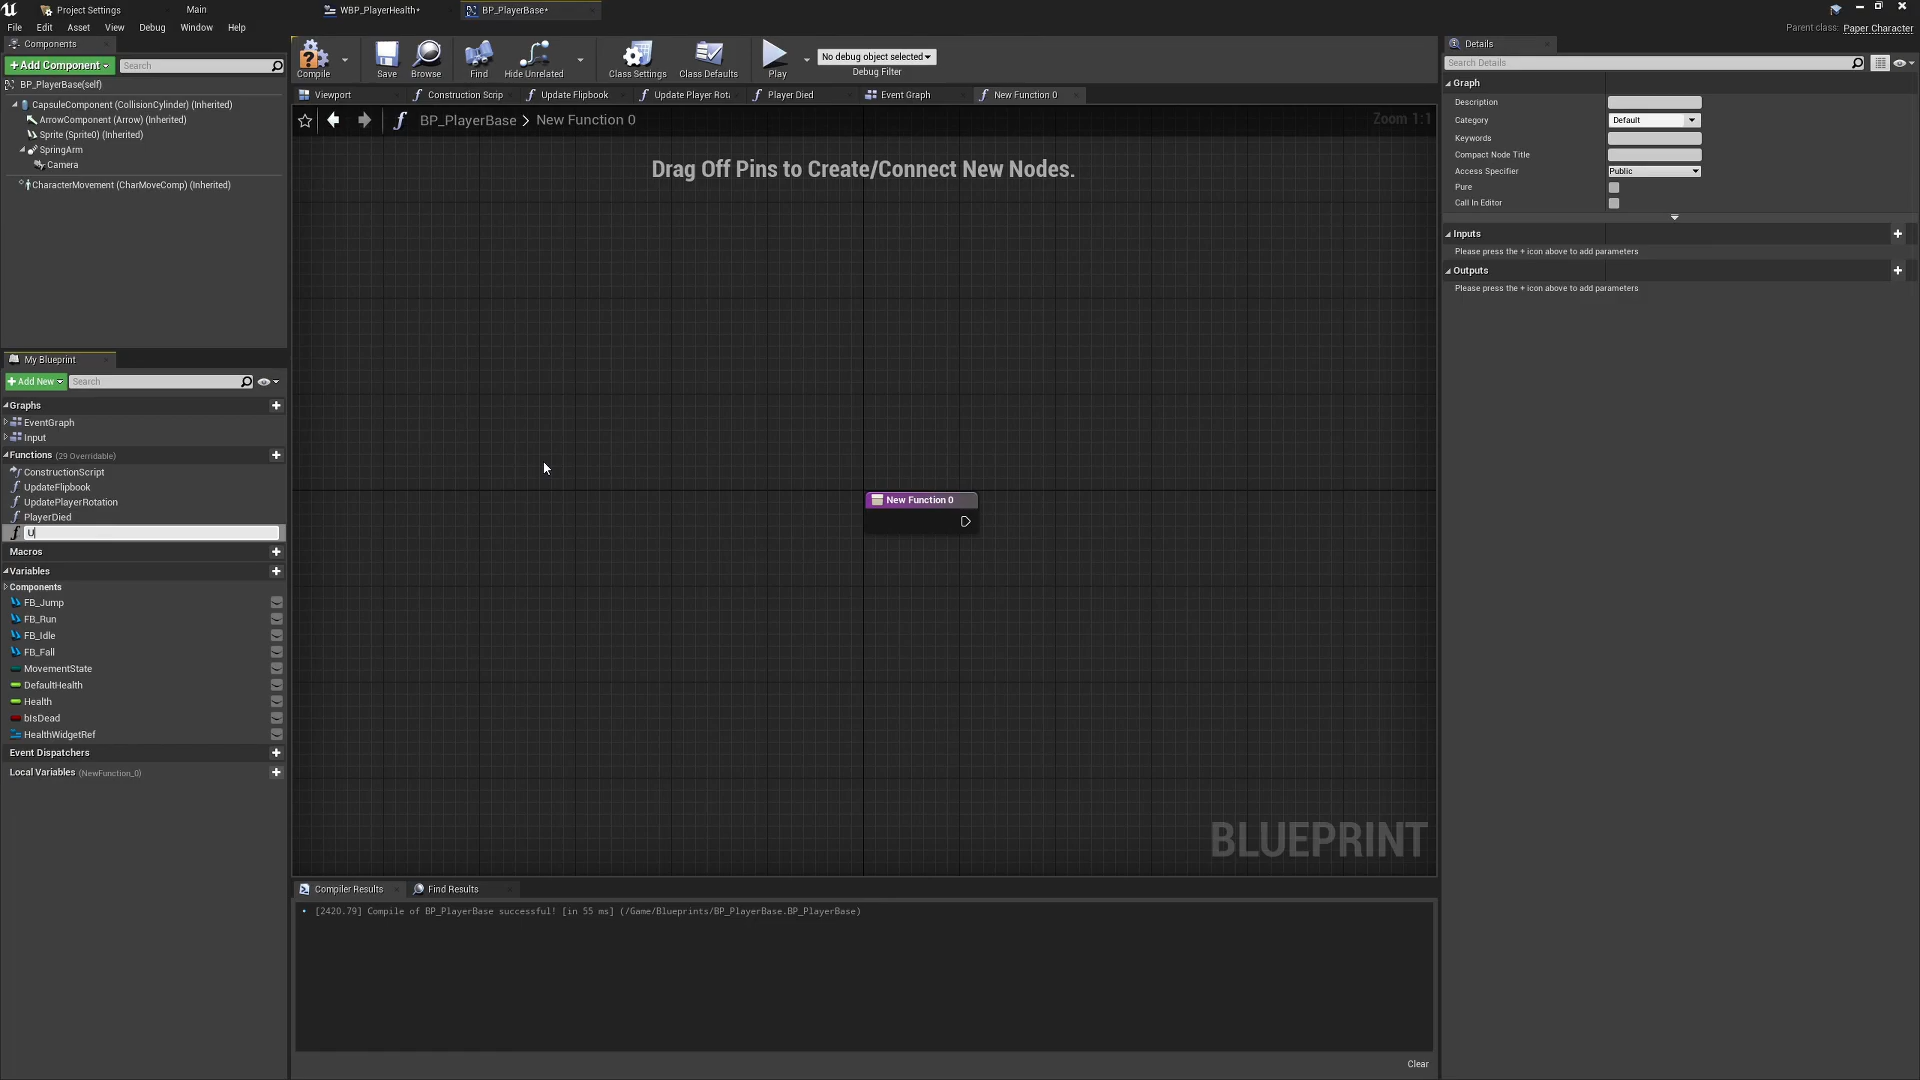 Project Settings
Main
WBP_PlayerHealth*
BP_PlayerBase*
File Edit Asset View Debug Window Help
Parent class: Paper Character
Components
+Add Component
Search
BP_PlayerBase(self)
CapsuleComponent (CollisionCylinder) (Inherited)
ArrowComponent (Arrow) (Inherited)
Sprite (Sprite0) (Inherited)
SpringArm
Camera
CharacterMovement (CharMoveComp) (Inherited)
My Blueprint
+Add New
Search
Graphs
EventGraph
Input
Functions (29 Overridable)
ConstructionScript
UpdateFlipbook
UpdatePlayerRotation
PlayerDied
U
Macros
Variables
Components
FB_Jump
FB_Run
FB_Idle
FB_Fall
MovementState
DefaultHealth
Health
bIsDead
HealthWidgetRef
Event Dispatchers
Local Variables (NewFunction_0)
Compile
Save
Browse
Find
Hide Unrelated
Class Settings
Class Defaults
Play
No debug object selected
Debug Filter
Viewport
Construction Scrip
Update Flipbook
Update Player Rot
Player Died
Event Graph
New Function 0
BP_PlayerBase > New Function 0
Zoom 1:1
Drag Off Pins to Create/Connect New Nodes.
New Function 0
BLUEPRINT
Compiler Results
Find Results
[2420.79] Compile of BP_PlayerBase successful! [in 55 ms] (/Game/Blueprints/BP_PlayerBase.BP_PlayerBase)
Clear
Details
Search Details
Graph
Description
Category Default
Keywords
Compact Node Title
Access Specifier Public
Pure
Call In Editor
Inputs
Please press the + icon above to add parameters
Outputs
Please press the + icon above to add parameters